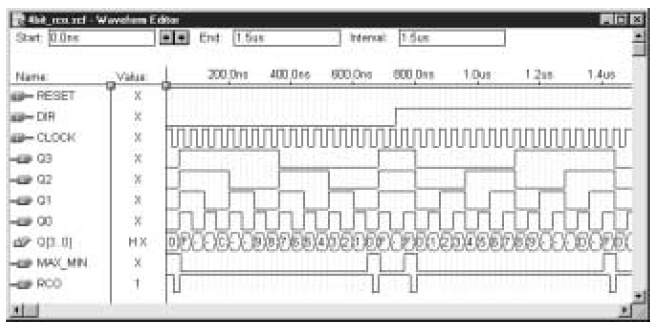 4bit_rco.scf - Waveform Editor
Start: 0.0ns End: 1.5us Interval: 1.5us
Name: Value: 200.0ns 400.0ns 600.0ns 800.0ns 1.0us 1.2us 1.4us
RESET X
DIR X
CLOCK X
Q3 X
Q2 X
Q1 X
Q0 X
Q[3..0] H X
MAX_MIN X
RCO 1